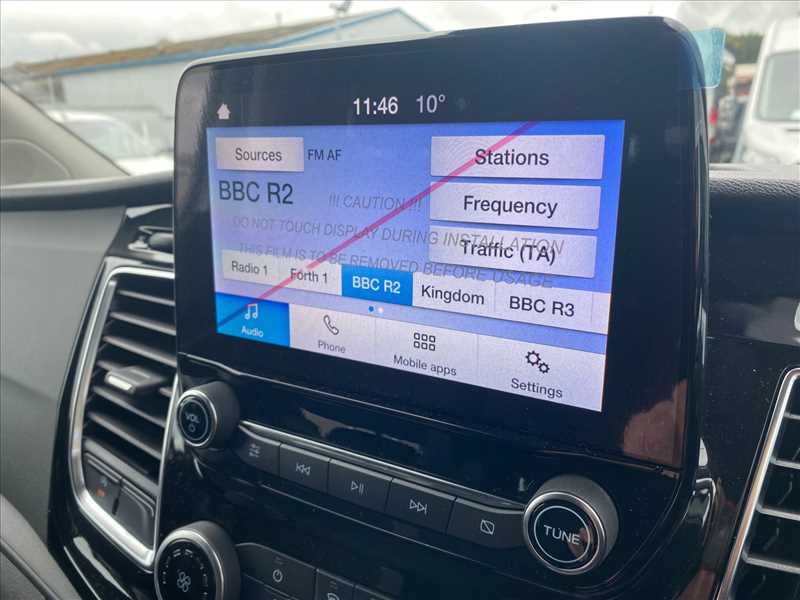 11:46 10°
Sources FM AF Stations
BBC R2 !!! CAUTION !!! Frequency
DO NOT TOUCH DISPLAY DURING INSTALLATION
Traffic (TA)
THIS FILM IS TO BE REMOVED BEFORE USAGE
Radio 1 Forth 1 BBC R2 Kingdom BBC R3
Audio Phone Mobile apps Settings
VOL
TUNE